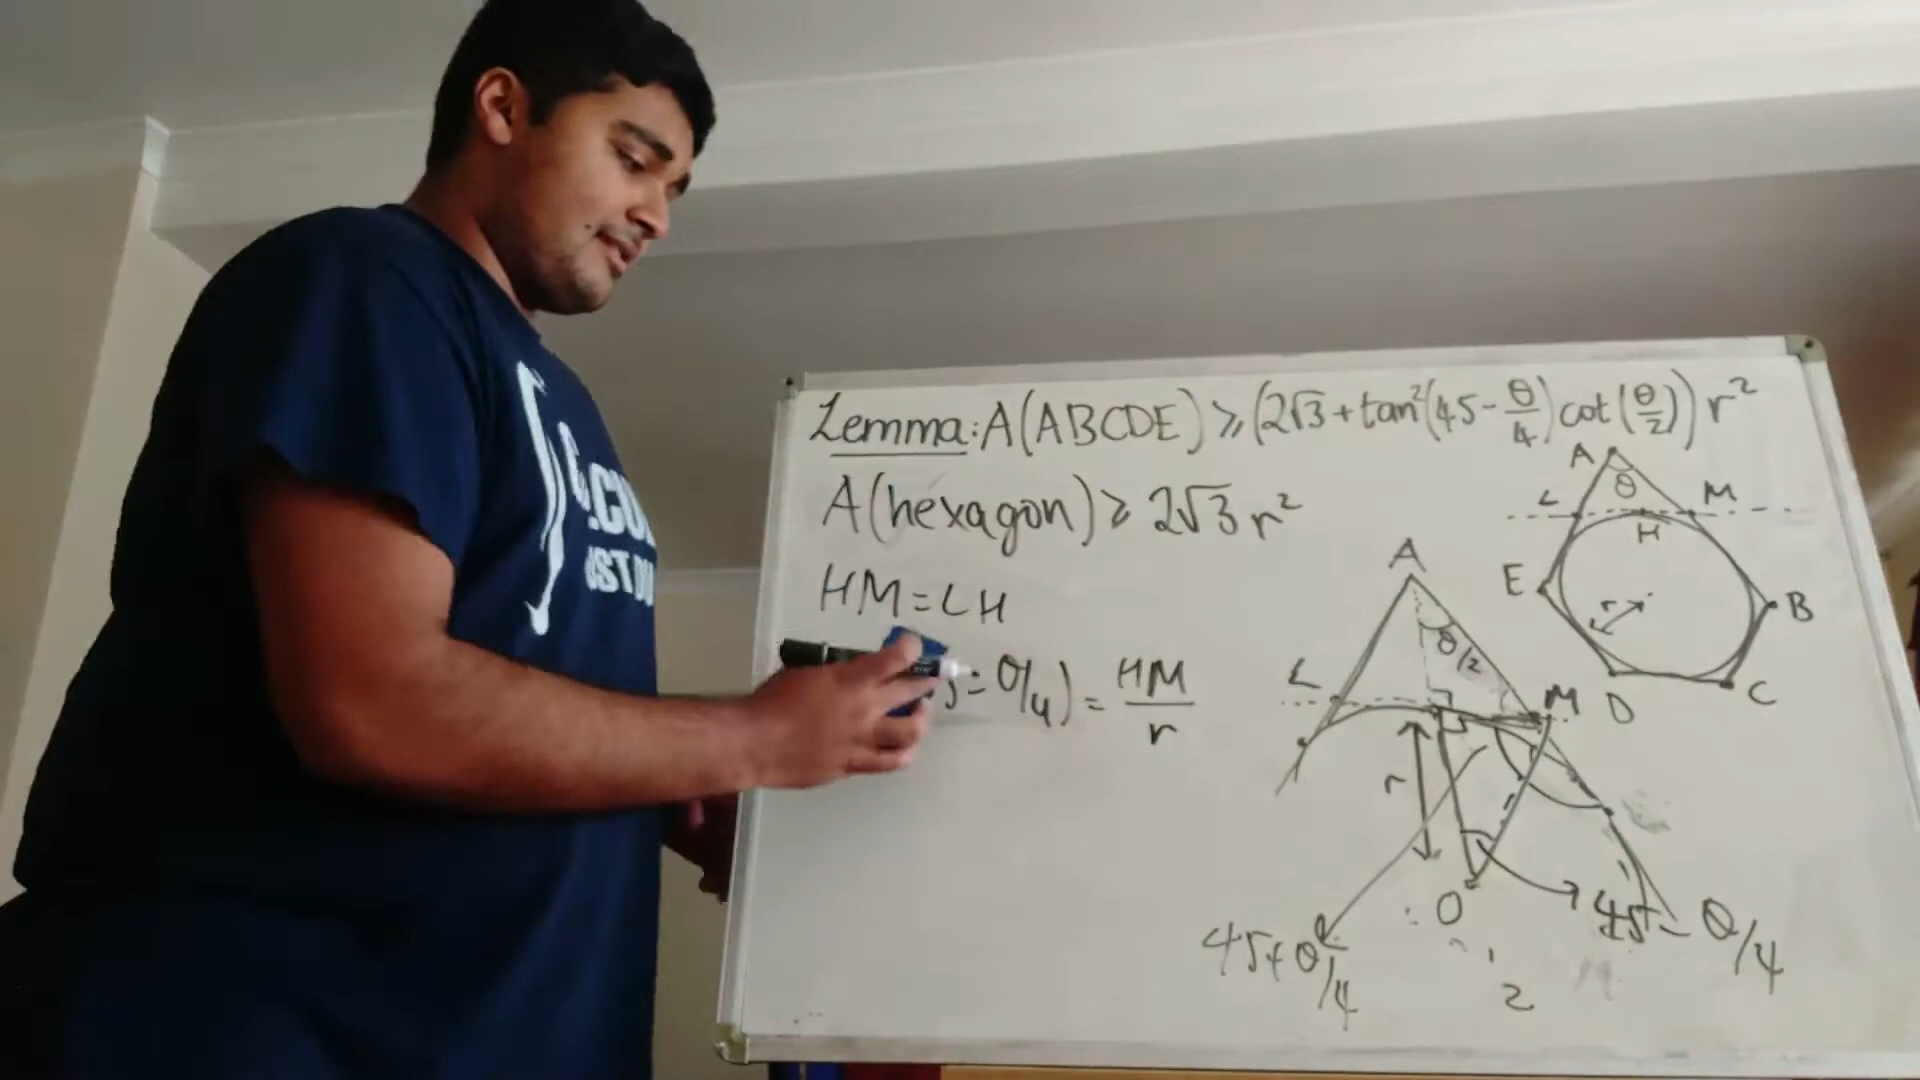 Lemma: A(ABCDE) ⩾ (2√3 + tan²(45 - θ/4) cot(θ/2)) r²
A(hexagon) ⩾ 2√3 r²
HM = LH
θ/4) = HM/r
A
θ
L
M
H
E
B
r
D
C
A
θ/2
L
M
r
O
45 - θ/4
45 + θ/4
2